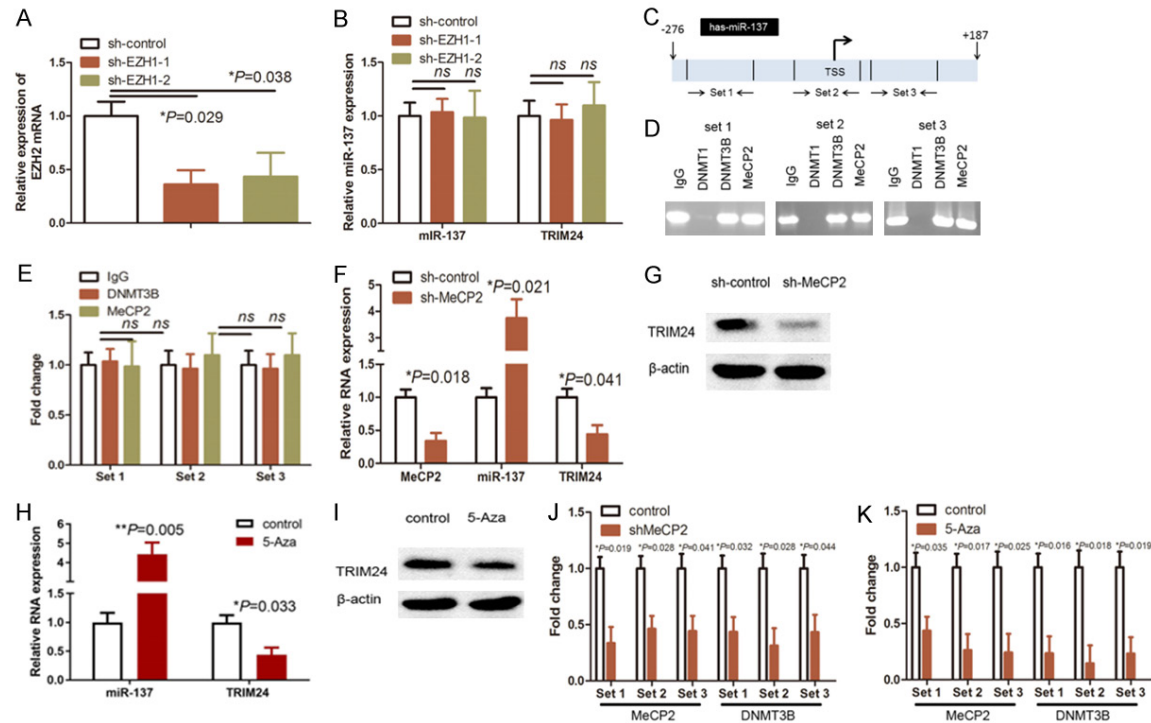 A
sh-control
sh-EZH1-1
sh-EZH1-2
Relative expression of
EZH2 mRNA
1.5
1.0
0.5
0.0
*P=0.038
*P=0.029
B
sh-control
sh-EZH1-1
sh-EZH1-2
Relative miR-137 expression
1.5
1.0
0.5
0.0
ns ns
ns ns
mIR-137 TRIM24
C
-276
has-miR-137
+187
TSS
Set 1 Set 2 Set 3
D
set 1 set 2 set 3
IgG DNMT1 DNMT3B MeCP2
IgG DNMT1 DNMT3B MeCP2
IgG DNMT1 DNMT3B MeCP2
E
IgG
DNMT3B
MeCP2
Fold change
1.5
1.0
0.5
0.0
ns ns
ns ns
Set 1 Set 2 Set 3
F
sh-control
sh-MeCP2
Relative RNA expression
5
4
3
2
1.5
1.0
0.5
0.0
*P=0.021
*P=0.018
*P=0.041
MeCP2 miR-137 TRIM24
G
sh-control sh-MeCP2
TRIM24
β-actin
H
control
5-Aza
Relative RNA expression
6
5
4
3
2
1.5
1.0
0.5
0.0
**P=0.005
*P=0.033
miR-137 TRIM24
I
control 5-Aza
TRIM24
β-actin
J
control
shMeCP2
Fold change
1.5
1.0
0.5
0.0
*P=0.019 *P=0.028 *P=0.041 *P=0.032 *P=0.028 *P=0.044
Set 1 Set 2 Set 3 Set 1 Set 2 Set 3
MeCP2 DNMT3B
K
control
5-Aza
Fold change
1.5
1.0
0.5
0.0
*P=0.035 *P=0.017 *P=0.025 *P=0.016 *P=0.018 *P=0.019
Set 1 Set 2 Set 3 Set 1 Set 2 Set 3
MeCP2 DNMT3B